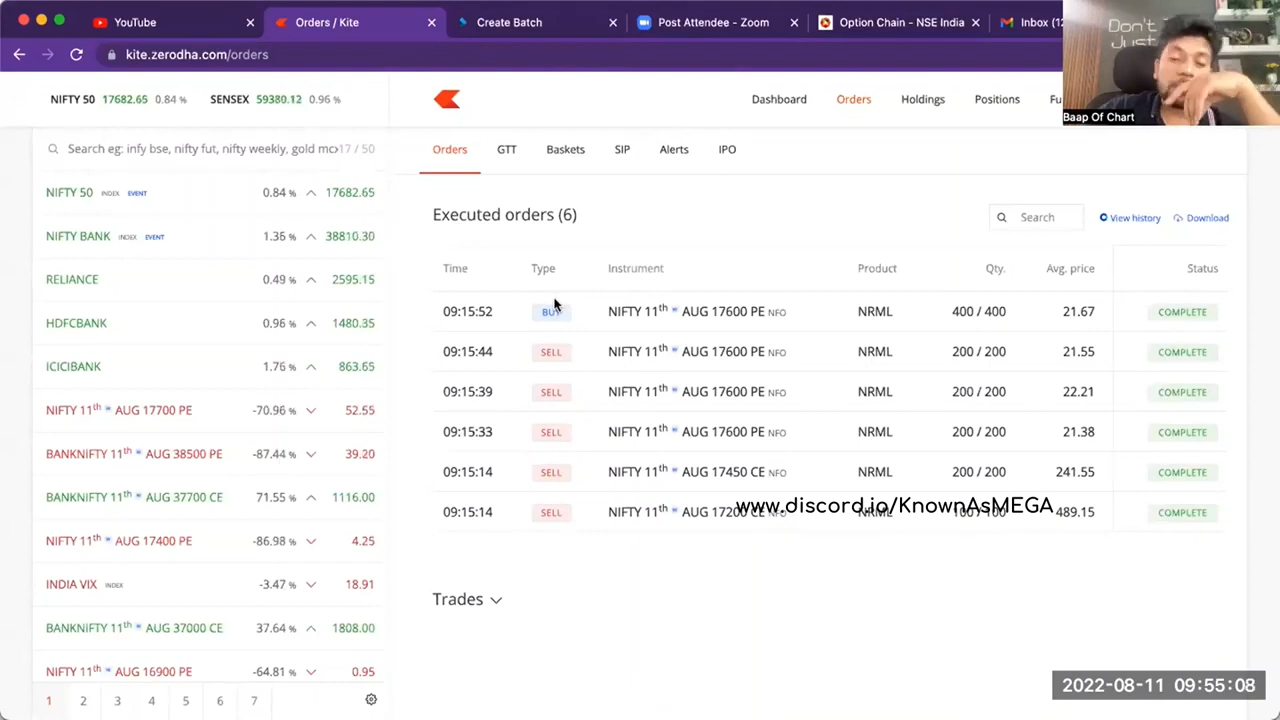 YouTube
Orders / Kite
Create Batch
Post Attendee - Zoom
Option Chain - NSE India
Inbox (12
kite.zerodha.com/orders
NIFTY 50 17682.65 0.84 % SENSEX 59380.12 0.96 %
Dashboard Orders Holdings Positions Fu
Baap Of Chart
Search eg: infy bse, nifty fut, nifty weekly, gold mcx 17 / 50
Orders GTT Baskets SIP Alerts IPO
NIFTY 50 INDEX EVENT 0.84 % 17682.65
NIFTY BANK INDEX EVENT 1.36 % 38810.30
RELIANCE 0.49 % 2595.15
HDFCBANK 0.96 % 1480.35
ICICIBANK 1.76 % 863.65
NIFTY 11th W AUG 17700 PE -70.96 % 52.55
BANKNIFTY 11th W AUG 38500 PE -87.44 % 39.20
BANKNIFTY 11th W AUG 37700 CE 71.55 % 1116.00
NIFTY 11th W AUG 17400 PE -86.98 % 4.25
INDIA VIX INDEX -3.47 % 18.91
BANKNIFTY 11th W AUG 37000 CE 37.64 % 1808.00
NIFTY 11th W AUG 16900 PE -64.81 % 0.95
1 2 3 4 5 6 7
Executed orders (6)
Search View history Download
Time Type Instrument Product Qty. Avg. price Status
09:15:52 BUY NIFTY 11th W AUG 17600 PE NFO NRML 400 / 400 21.67 COMPLETE
09:15:44 SELL NIFTY 11th W AUG 17600 PE NFO NRML 200 / 200 21.55 COMPLETE
09:15:39 SELL NIFTY 11th W AUG 17600 PE NFO NRML 200 / 200 22.21 COMPLETE
09:15:33 SELL NIFTY 11th W AUG 17600 PE NFO NRML 200 / 200 21.38 COMPLETE
09:15:14 SELL NIFTY 11th W AUG 17450 CE NFO NRML 200 / 200 241.55 COMPLETE
www.discord.io/KnownAsMEGA
09:15:14 SELL NIFTY 11th W AUG 17200 CE NFO NRML 100 / 100 489.15 COMPLETE
Trades
2022-08-11 09:55:08